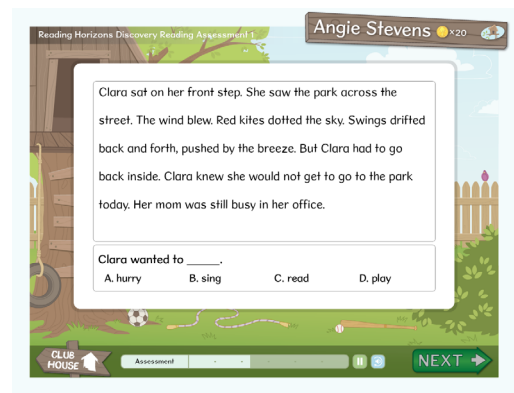 Reading Horizons Discovery Reading Assessment 1
Angie Stevens x20
Clara sat on her front step. She saw the park across the
street. The wind blew. Red kites dotted the sky. Swings drifted
back and forth, pushed by the breeze. But Clara had to go
back inside. Clara knew she would not get to go to the park
today. Her mom was still busy in her office.
Clara wanted to _____.
A. hurry B. sing C. read D. play
CLUB
HOUSE
Assessment
NEXT